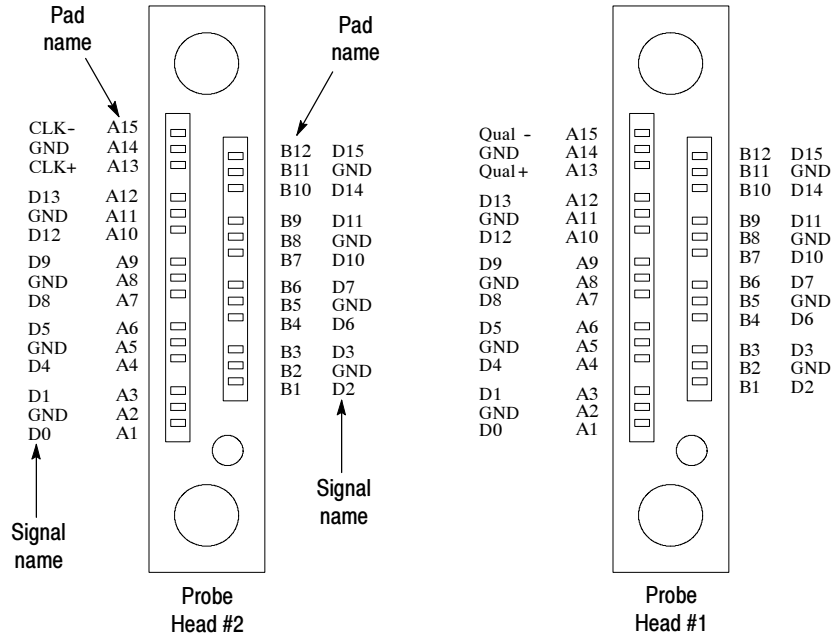 Pad
name
Pad
name
CLK- A15
GND A14
CLK+ A13
D13 A12
GND A11
D12 A10
D9 A9
GND A8
D8 A7
D5 A6
GND A5
D4 A4
D1 A3
GND A2
D0 A1
B12 D15
B11 GND
B10 D14
B9 D11
B8 GND
B7 D10
B6 D7
B5 GND
B4 D6
B3 D3
B2 GND
B1 D2
Signal
name
Signal
name
Probe
Head #2
Qual - A15
GND A14
Qual+ A13
D13 A12
GND A11
D12 A10
D9 A9
GND A8
D8 A7
D5 A6
GND A5
D4 A4
D1 A3
GND A2
D0 A1
B12 D15
B11 GND
B10 D14
B9 D11
B8 GND
B7 D10
B6 D7
B5 GND
B4 D6
B3 D3
B2 GND
B1 D2
Probe
Head #1